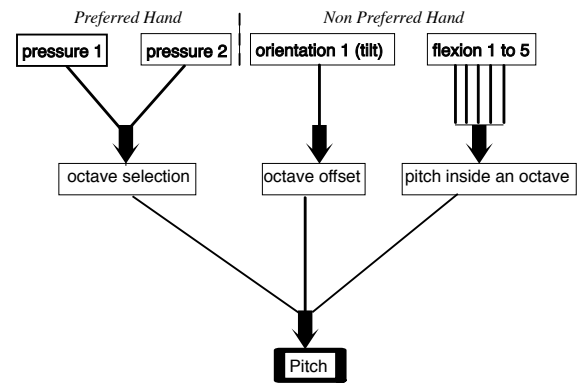 Preferred Hand
Non Preferred Hand
pressure 1
pressure 2
orientation 1 (tilt)
flexion 1 to 5
octave selection
octave offset
pitch inside an octave
Pitch